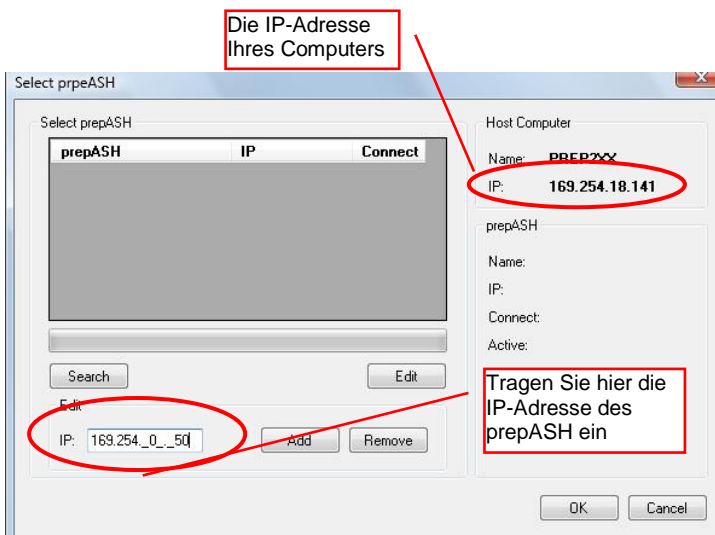 Die IP-Adresse
Ihres Computers
Select prpeASH
Select prepASH
prepASH IP Connect
Host Computer
Name: PREP2XX
IP: 169.254.18.141
prepASH
Name:
IP:
Connect:
Active:
Search Edit
Tragen Sie hier die
IP-Adresse des
prepASH ein
Edit
IP: 169.254._0_._50 Add Remove
OK Cancel